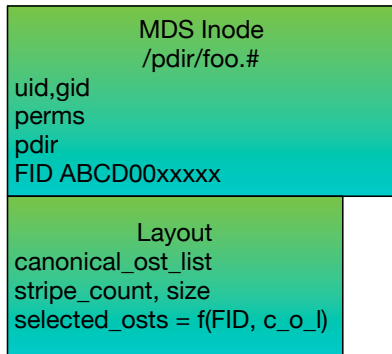 MDS Inode
/pdir/foo.#
uid,gid
perms
pdir
FID ABCD00xxxxx
Layout
canonical_ost_list
stripe_count, size
selected_osts = f(FID, c_o_l)